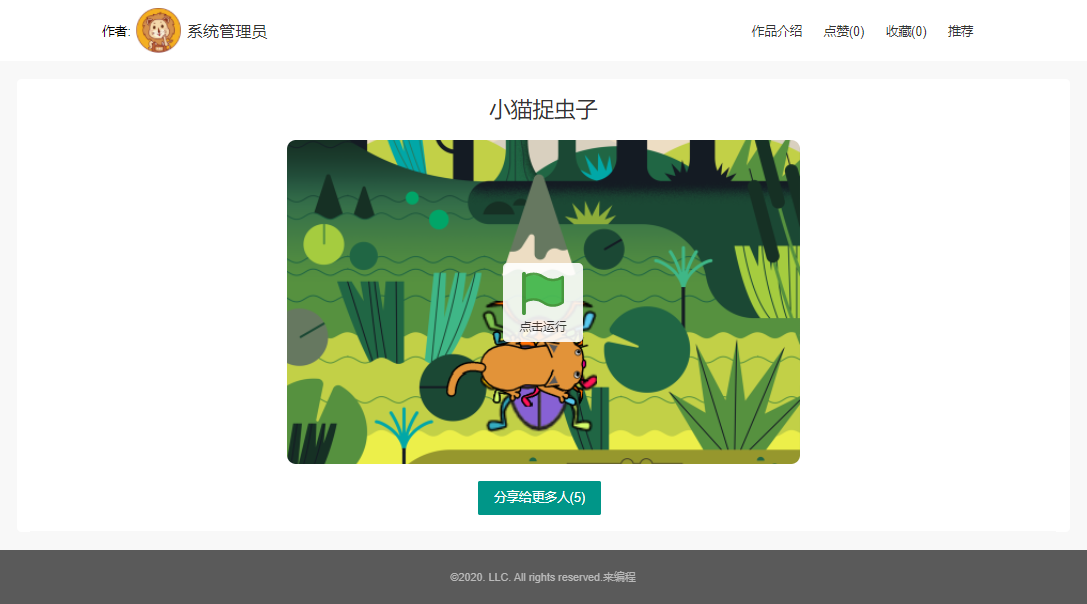 作者: 系统管理员 作品介绍 点赞(0) 收藏(0) 推荐
小猫捉虫子
点击运行
分享给更多人(5)
©2020. LLC. All rights reserved.来编程